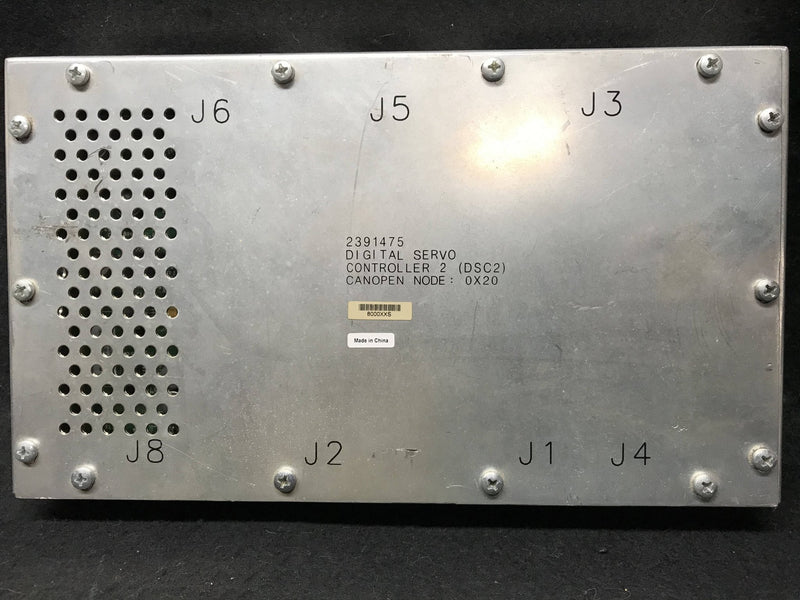 J6 J5 J3
2391475
DIGITAL SERVO
CONTROLLER 2 (DSC2)
CANOPEN NODE: 0X20
8000XXS
Made in China
J8 J2 J1 J4